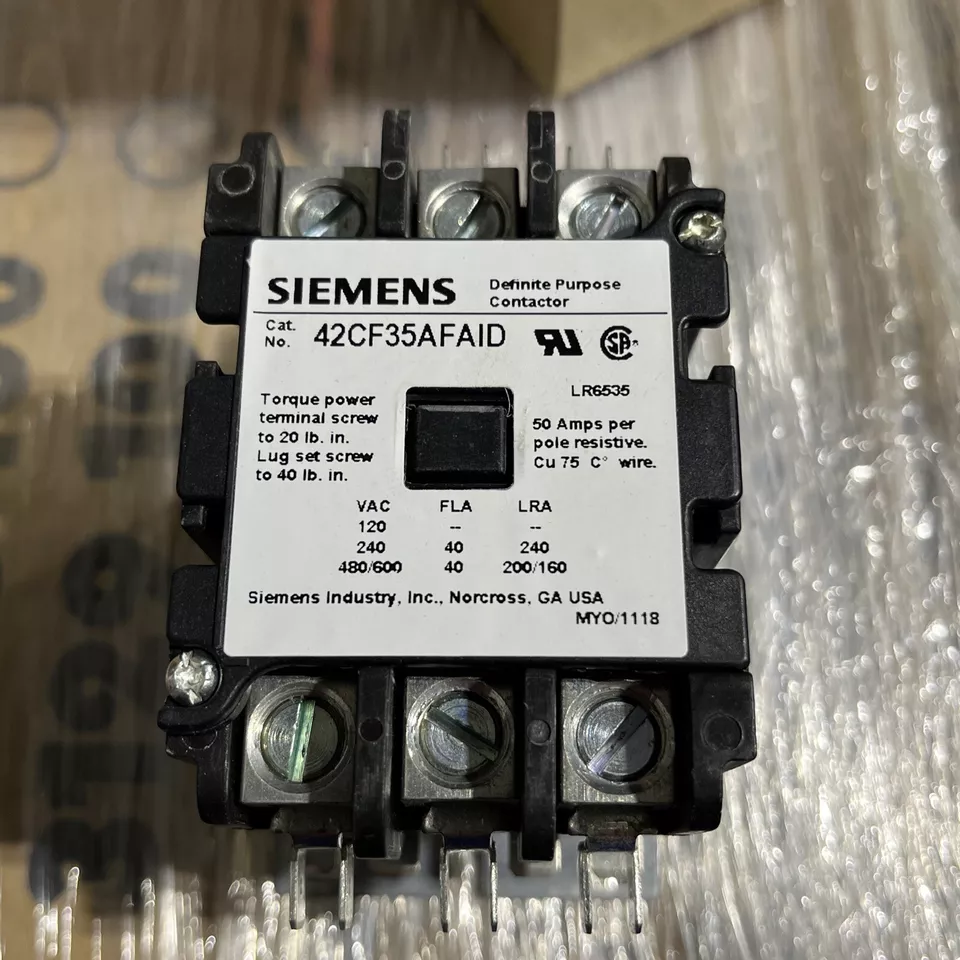 SIEMENS
Definite Purpose
Contactor
Cat.
No.
42CF35AFAID
LR6535
Torque power
terminal screw
to 20 lb. in.
Lug set screw
to 40 lb. in.
50 Amps per
pole resistive.
Cu 75 C° wire.
VAC FLA LRA
120 -- --
240 40 240
480/600 40 200/160
Siemens Industry, Inc., Norcross, GA USA
MYO/1118